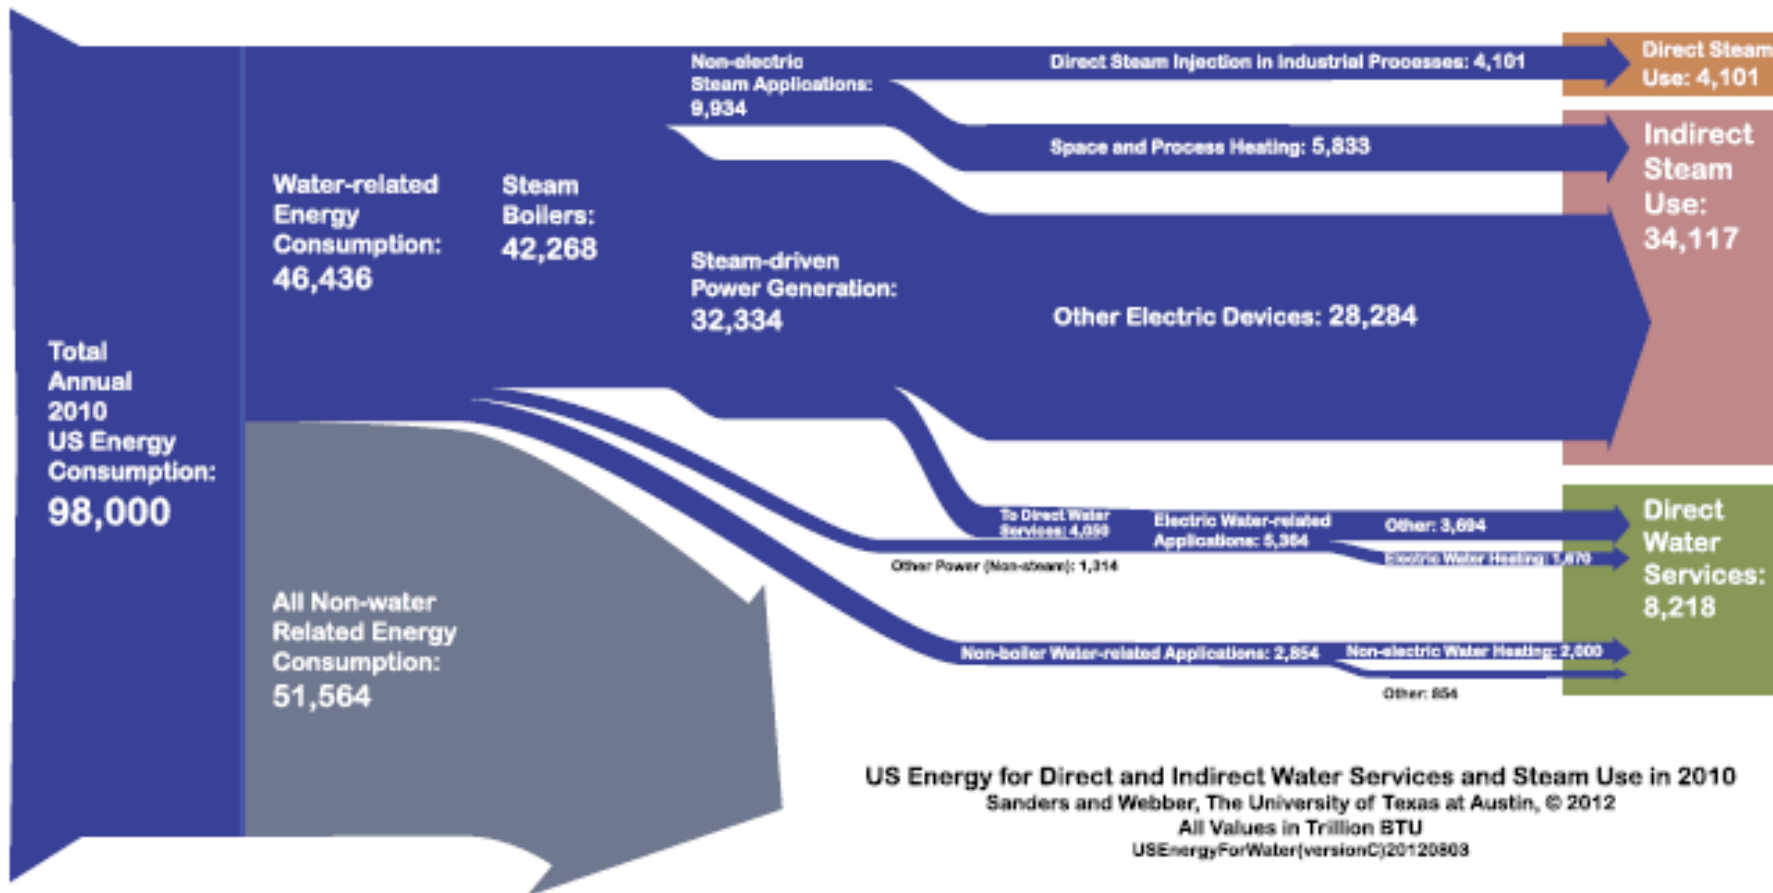 Total
Annual
2010
US Energy
Consumption:
98,000
Water-related
Energy
Consumption:
46,436
All Non-water
Related Energy
Consumption:
51,564
Steam
Boilers:
42,268
Non-electric
Steam Applications:
9,934
Steam-driven
Power Generation:
32,334
Direct Steam Injection in Industrial Processes: 4,101
Space and Process Heating: 5,833
Other Electric Devices: 28,284
To Direct Water
Services: 4,050
Electric Water-related
Applications: 5,364
Other: 3,694
Electric Water Heating: 1,670
Other Power (Non-steam): 1,314
Non-boiler Water-related Applications: 2,854
Non-electric Water Heating: 2,000
Other: 854
Direct Steam
Use: 4,101
Indirect
Steam
Use:
34,117
Direct
Water
Services:
8,218
US Energy for Direct and Indirect Water Services and Steam Use in 2010
Sanders and Webber, The University of Texas at Austin, © 2012
All Values in Trillion BTU
USEnergyForWater(versionC)20120803